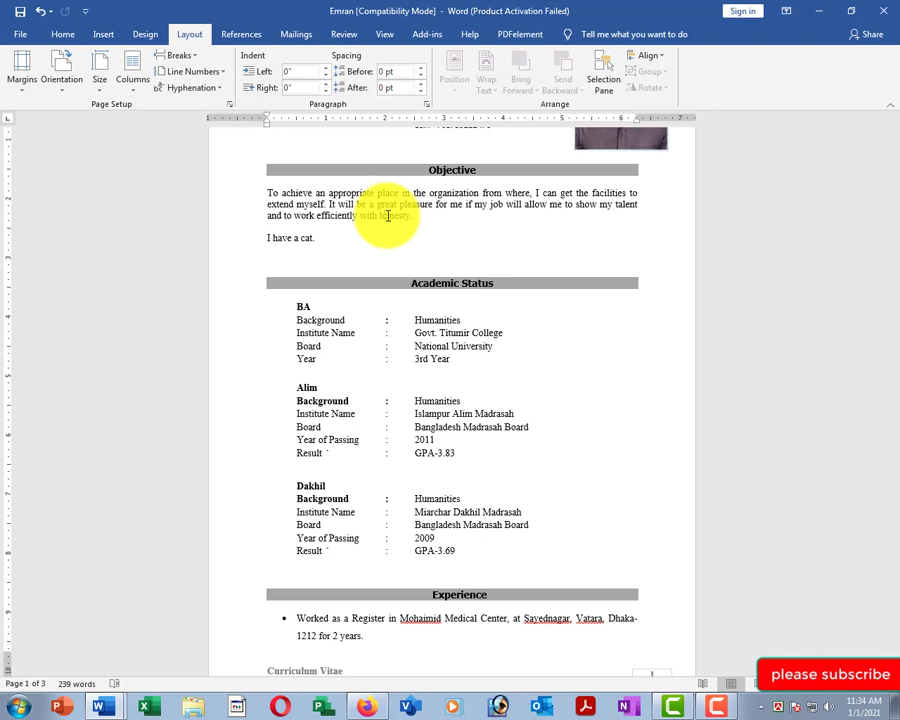 Emran [Compatibility Mode] - Word (Product Activation Failed)
Sign in
File Home Insert Design Layout References Mailings Review View Add-ins Help PDFelement Tell me what you want to do Share
Margins Orientation Size Columns
Breaks
Line Numbers
Hyphenation
Page Setup
Indent
Left: 0"
Right: 0"
Spacing
Before: 0 pt
After: 0 pt
Paragraph
Position Wrap Text Bring Forward Send Backward Selection Pane
Align
Group
Rotate
Arrange
Objective
To achieve an appropriate place in the organization from where, I can get the facilities to
extend myself. It will be a great pleasure for me if my job will allow me to show my talent
and to work efficiently with honesty.
I have a cat.
Academic Status
BA
Background : Humanities
Institute Name : Govt. Titumir College
Board : National University
Year : 3rd Year
Alim
Background : Humanities
Institute Name : Islampur Alim Madrasah
Board : Bangladesh Madrasah Board
Year of Passing : 2011
Result ` : GPA-3.83
Dakhil
Background : Humanities
Institute Name : Miarchar Dakhil Madrasah
Board : Bangladesh Madrasah Board
Year of Passing : 2009
Result ` : GPA-3.69
Experience
• Worked as a Register in Mohaimid Medical Center, at Sayednagar, Vatara, Dhaka-
1212 for 2 years.
Curriculum Vitae 1
Page 1 of 3 239 words
please subscribe
11:34 AM
1/1/2021